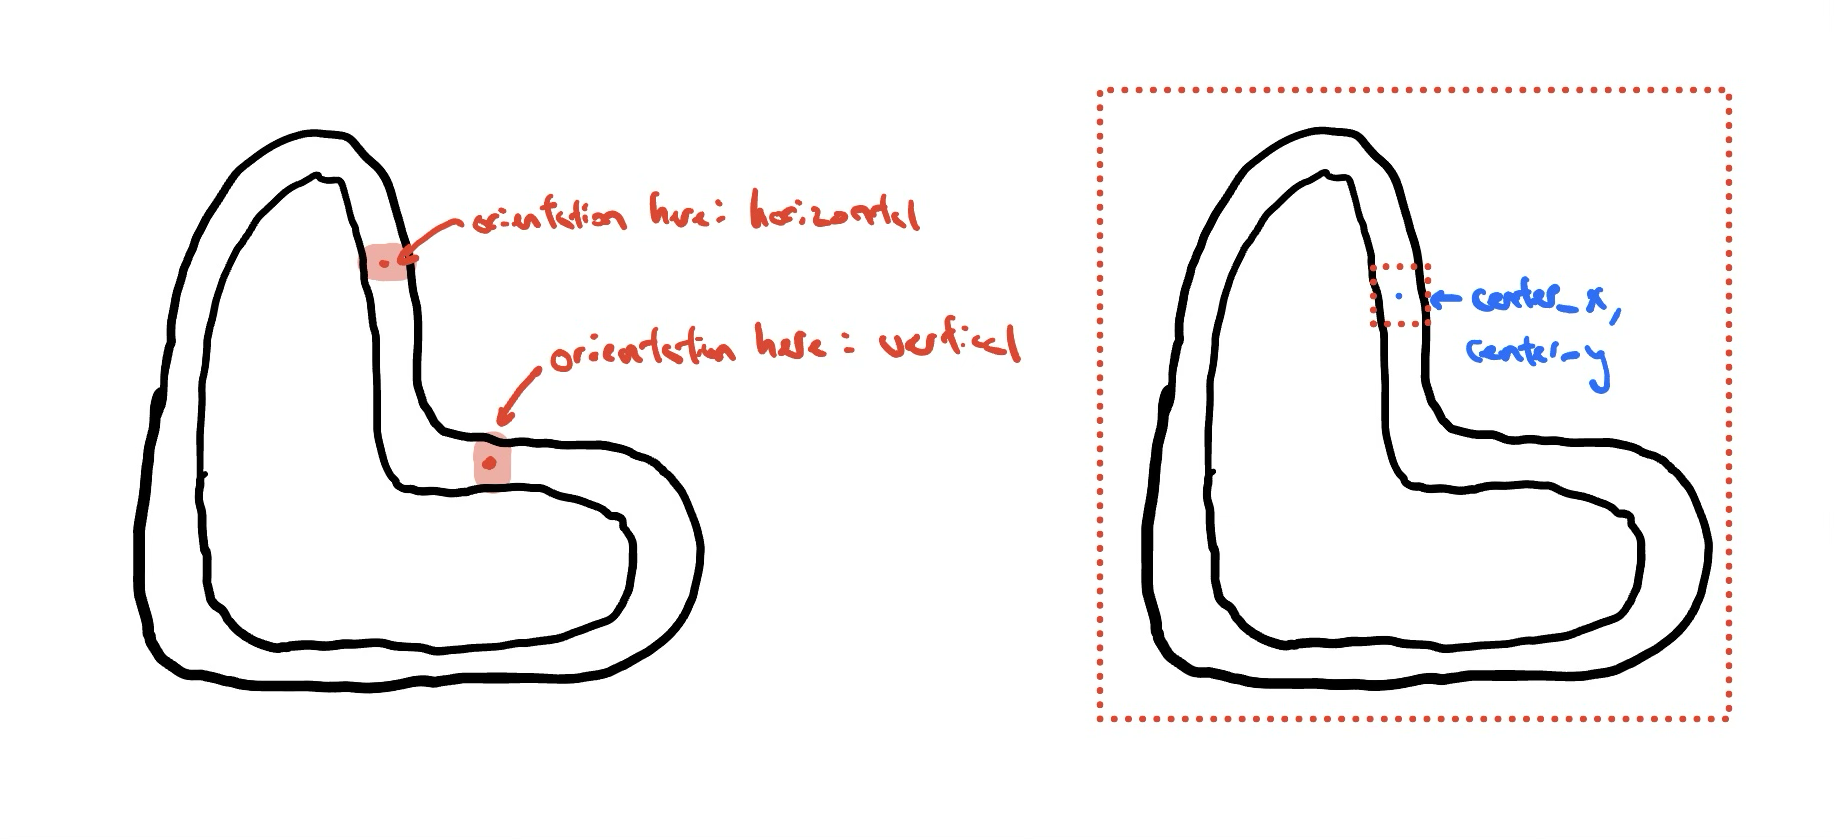 orientation here: horizontal
orientation here: vertical
center_x,
center_y